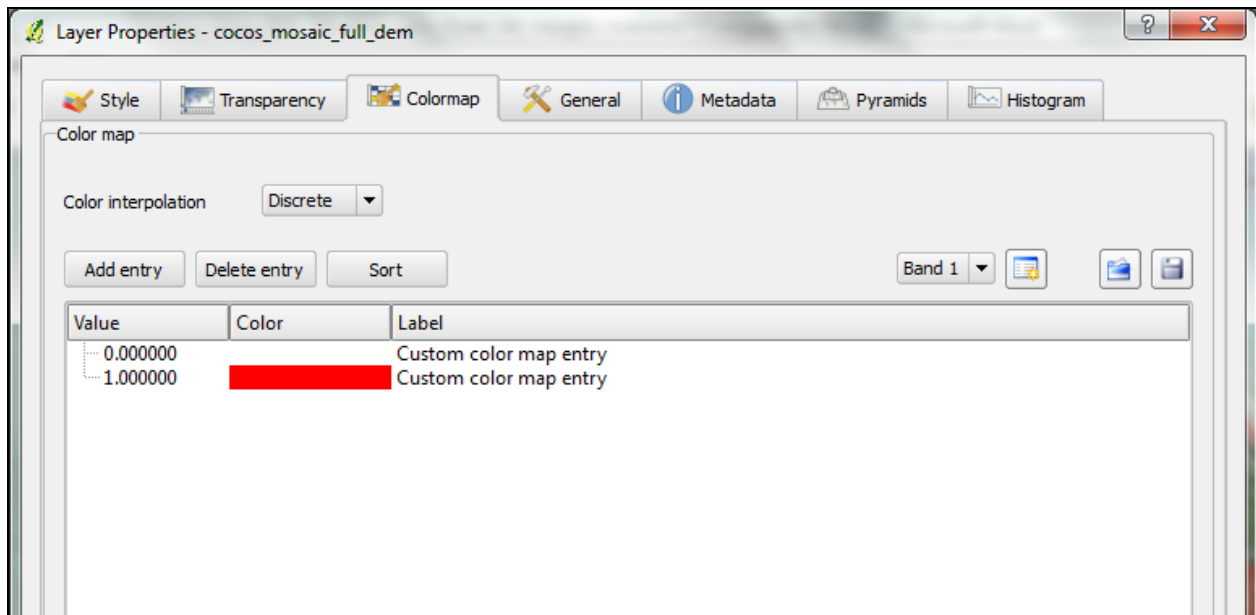 Layer Properties - cocos_mosaic_full_dem
? X
Style Transparency Colormap General Metadata Pyramids Histogram
Color map
Color interpolation Discrete
Add entry Delete entry Sort Band 1
Value Color Label
0.000000 Custom color map entry
1.000000 Custom color map entry